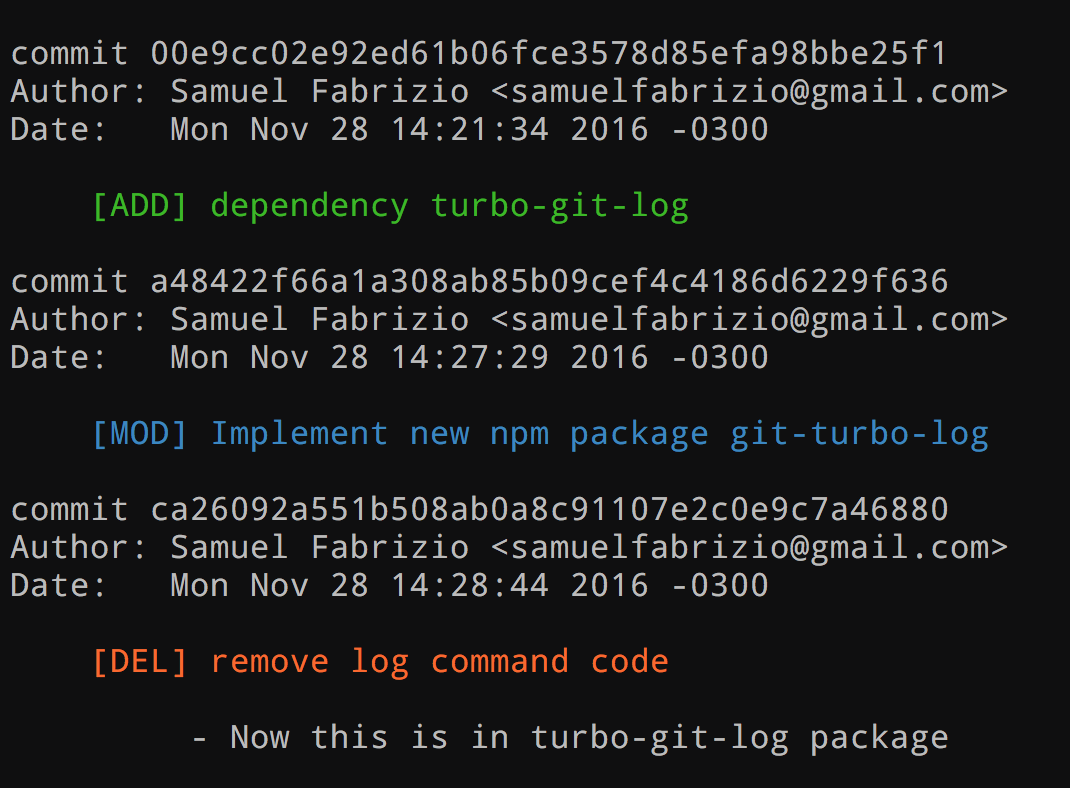 commit 00e9cc02e92ed61b06fce3578d85efa98bbe25f1
Author: Samuel Fabrizio <samuelfabrizio@gmail.com>
Date:   Mon Nov 28 14:21:34 2016 -0300
[ADD] dependency turbo-git-log
commit a48422f66a1a308ab85b09cef4c4186d6229f636
Author: Samuel Fabrizio <samuelfabrizio@gmail.com>
Date:   Mon Nov 28 14:27:29 2016 -0300
[MOD] Implement new npm package git-turbo-log
commit ca26092a551b508ab0a8c91107e2c0e9c7a46880
Author: Samuel Fabrizio <samuelfabrizio@gmail.com>
Date:   Mon Nov 28 14:28:44 2016 -0300
[DEL] remove log command code
- Now this is in turbo-git-log package